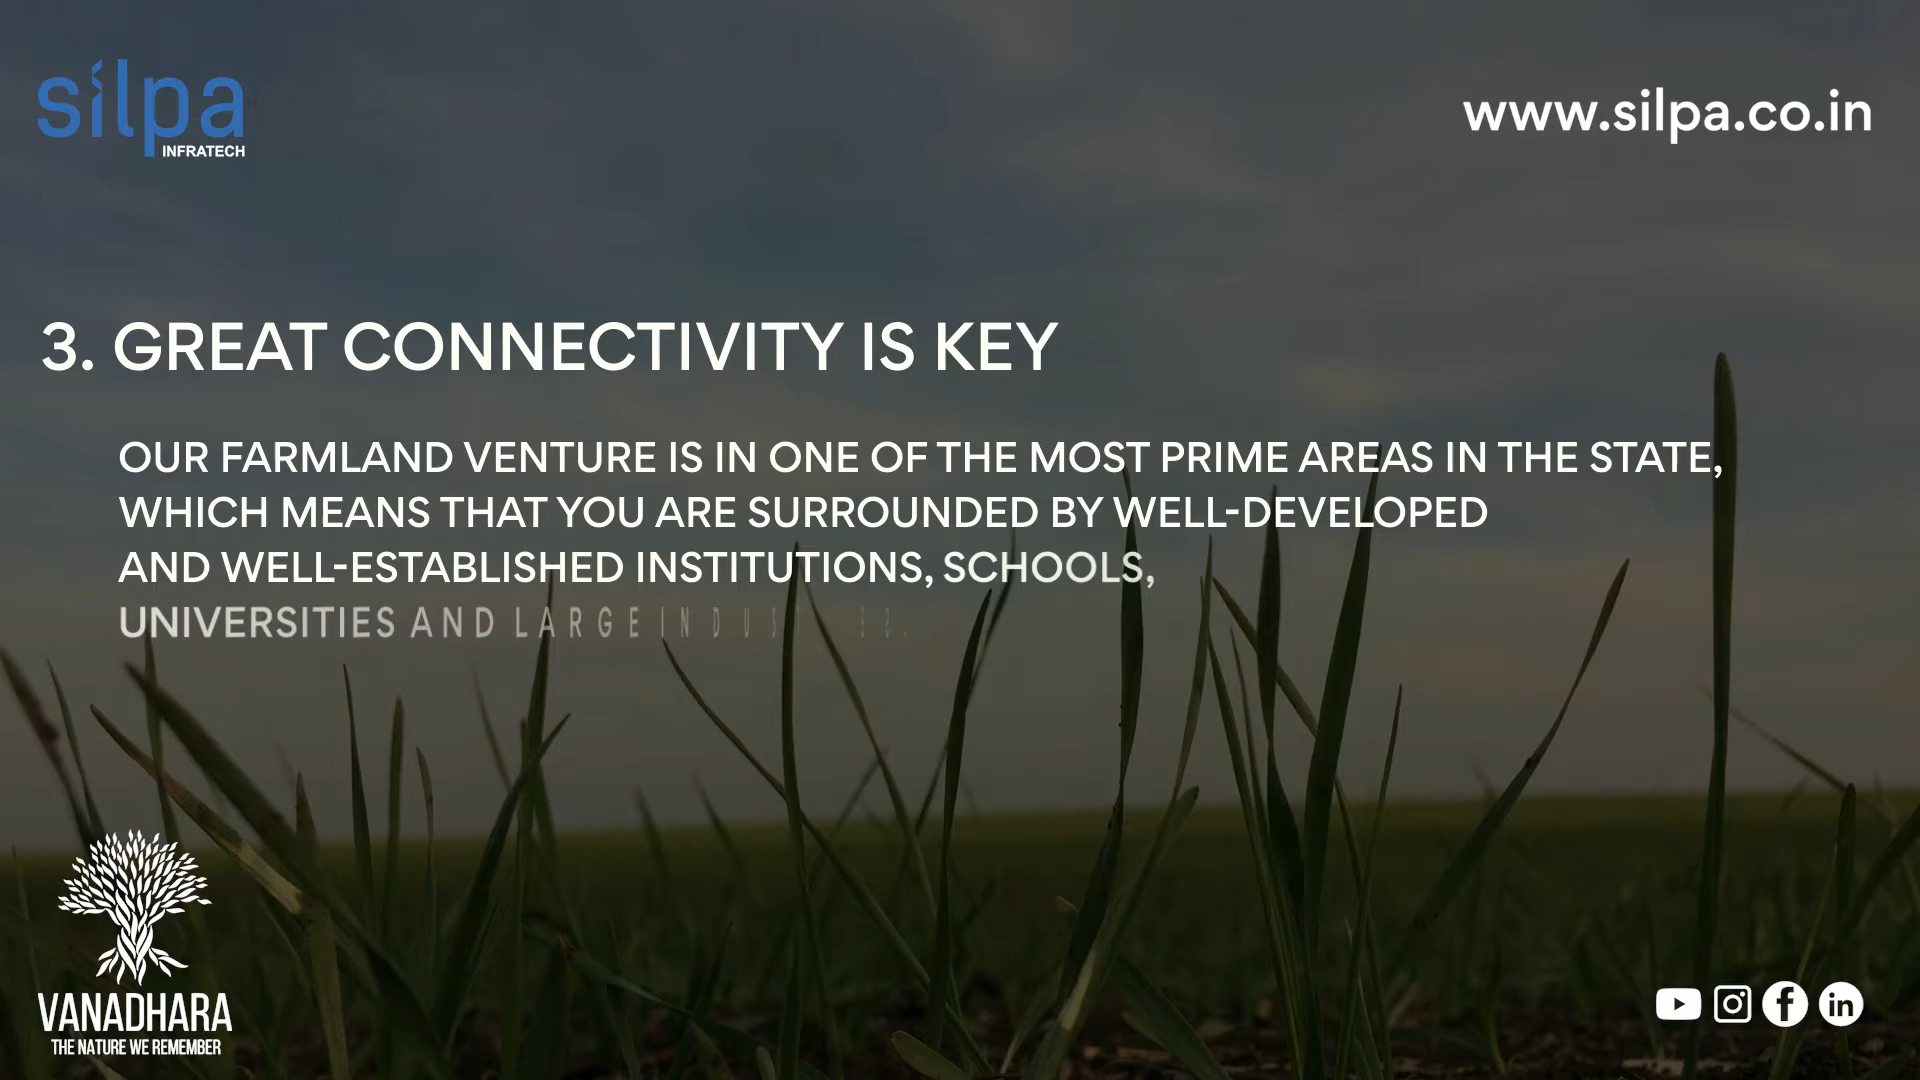 silpa
INFRATECH
www.silpa.co.in
3. GREAT CONNECTIVITY IS KEY
OUR FARMLAND VENTURE IS IN ONE OF THE MOST PRIME AREAS IN THE STATE,
WHICH MEANS THAT YOU ARE SURROUNDED BY WELL-DEVELOPED
AND WELL-ESTABLISHED INSTITUTIONS, SCHOOLS,
UNIVERSITIES AND LARGE
VANADHARA
THE NATURE WE REMEMBER